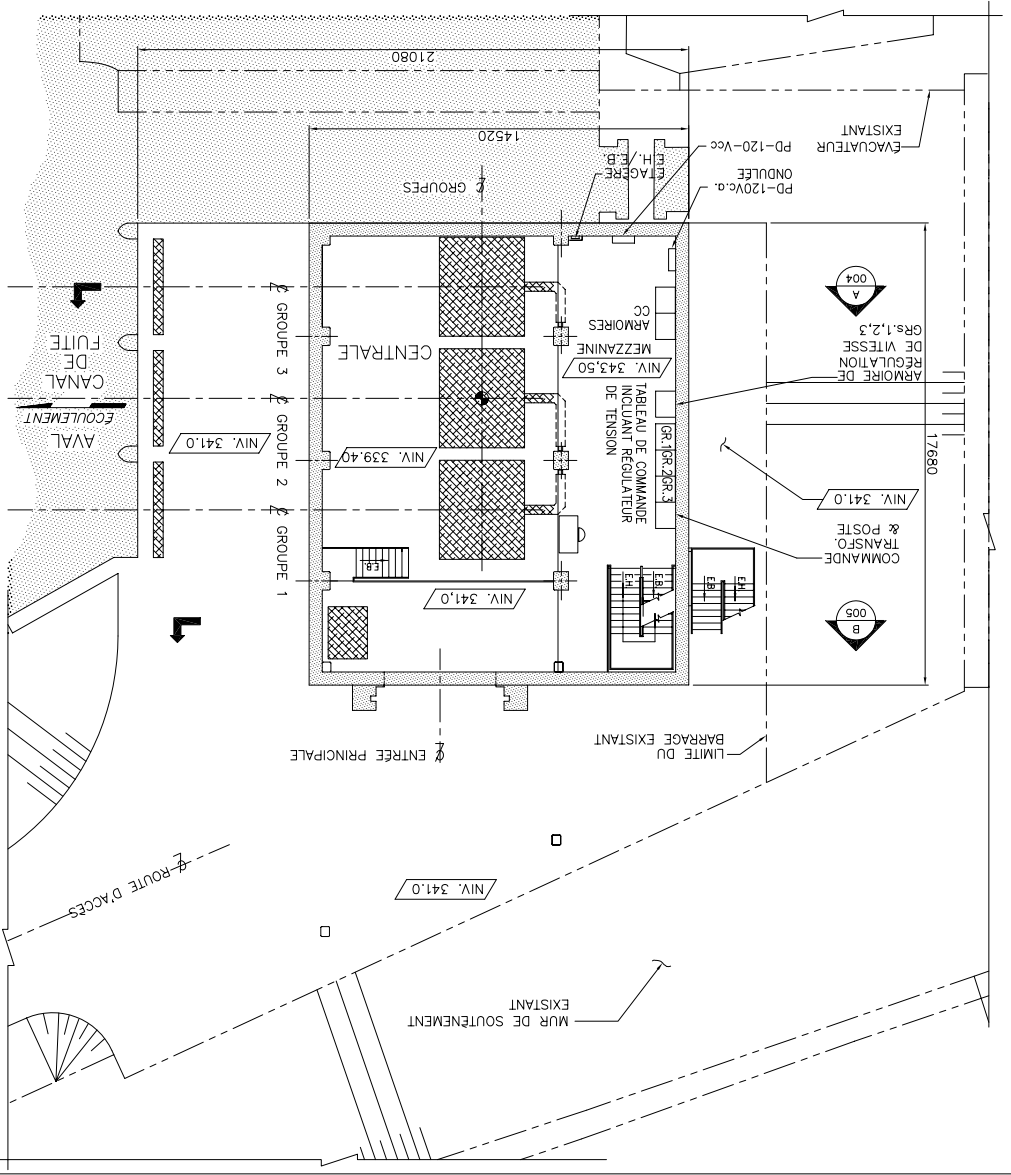 MUR DE SOUTÈNEMENT
EXISTANT
NIV. 341.0
℄ ROUTE D'ACCÈS
LIMITE DU
BARRAGE EXISTANT
℄ ENTRÉE PRINCIPALE
B
005
COMMANDE
TRANSFO.
& POSTE
NIV. 341.0
17680
ARMOIRE DE
RÉGULATION
DE VITESSE
GRs.1,2,3
A
004
E.H.
E.B.
E.B.
E.H.
NIV. 341,0
E.B.
℄ GROUPE 1
℄ GROUPE 2
℄ GROUPE 3
GR.1
GR.2
GR.3
TABLEAU DE COMMANDE
INCLUANT RÉGULATEUR
DE TENSION
NIV. 339.40
NIV. 341.0
NIV. 343,50
MEZZANINE
ARMOIRES
CC
CENTRALE
AVAL
ÉCOULEMENT
CANAL
DE
FUITE
℄ GROUPES
PD-120Vc.a.
ONDULÉE
PD-120-Vcc
ÉTAGÈRE
E.H./E.B.
ÉVACUATEUR
EXISTANT
14520
21080